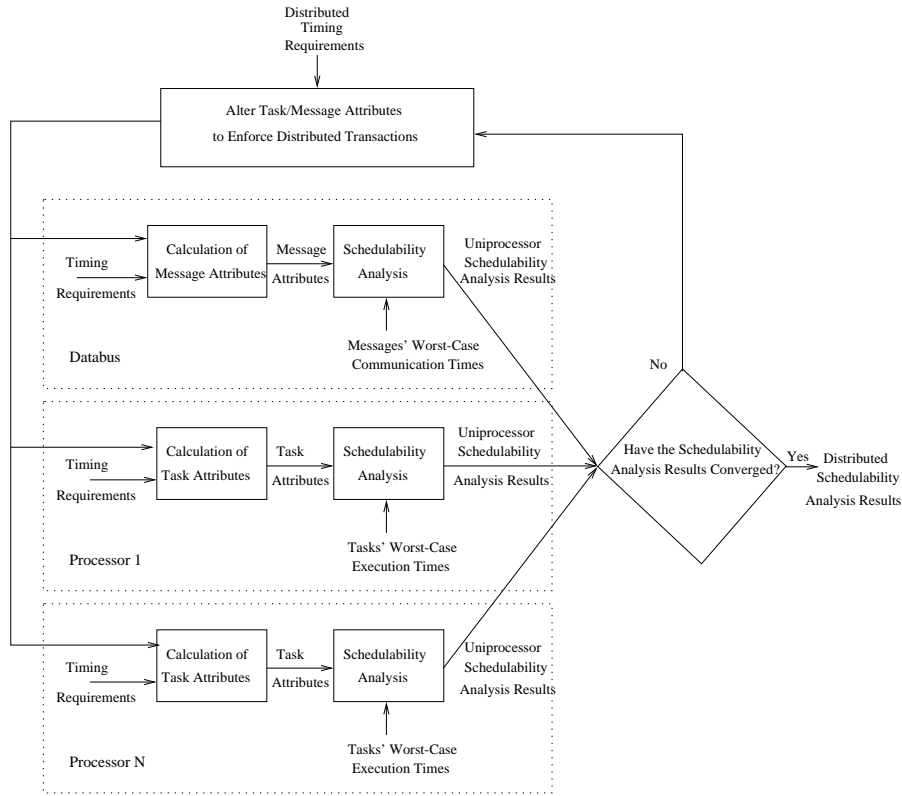 Distributed
Timing
Requirements
Alter Task/Message Attributes
to Enforce Distributed Transactions
Calculation of
Message Attributes
Message
Attributes
Schedulability
Analysis
Uniprocessor
Schedulability
Analysis Results
Timing
Requirements
Messages' Worst-Case
Communication Times
Databus
No
Calculation of
Task Attributes
Task
Attributes
Schedulability
Analysis
Uniprocessor
Schedulability
Analysis Results
Timing
Requirements
Tasks' Worst-Case
Execution Times
Processor 1
Have the Schedulability
Analysis Results Converged?
Yes
Distributed
Schedulability
Analysis Results
Calculation of
Task Attributes
Task
Attributes
Schedulability
Analysis
Uniprocessor
Schedulability
Analysis Results
Timing
Requirements
Tasks' Worst-Case
Execution Times
Processor N